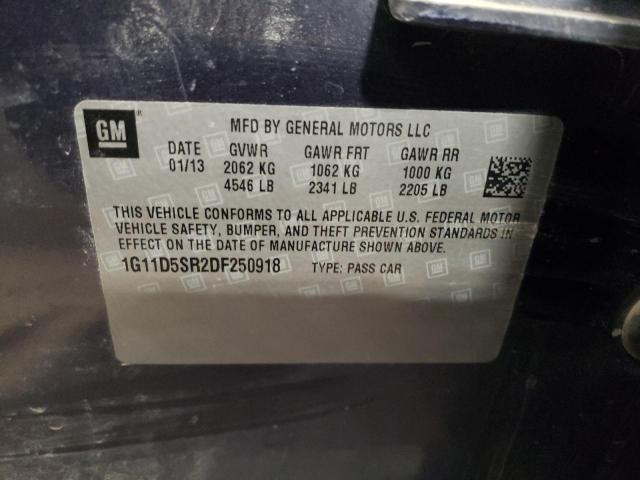 GM
MFD BY GENERAL MOTORS LLC
DATE GVWR GAWR FRT GAWR RR
01/13 2062 KG 1062 KG 1000 KG
4546 LB 2341 LB 2205 LB
THIS VEHICLE CONFORMS TO ALL APPLICABLE U.S. FEDERAL MOTOR
VEHICLE SAFETY, BUMPER, AND THEFT PREVENTION STANDARDS IN
EFFECT ON THE DATE OF MANUFACTURE SHOWN ABOVE.
1G11D5SR2DF250918 TYPE: PASS CAR